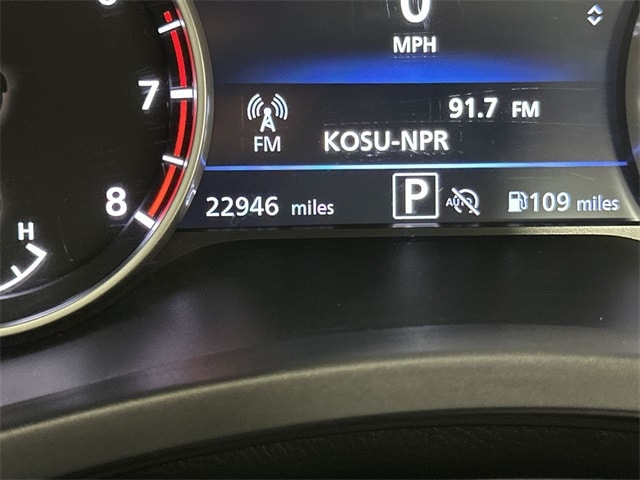 0
MPH
7
91.7 FM
FM
KOSU-NPR
8
22946 miles
P
AUTO
109 miles
H